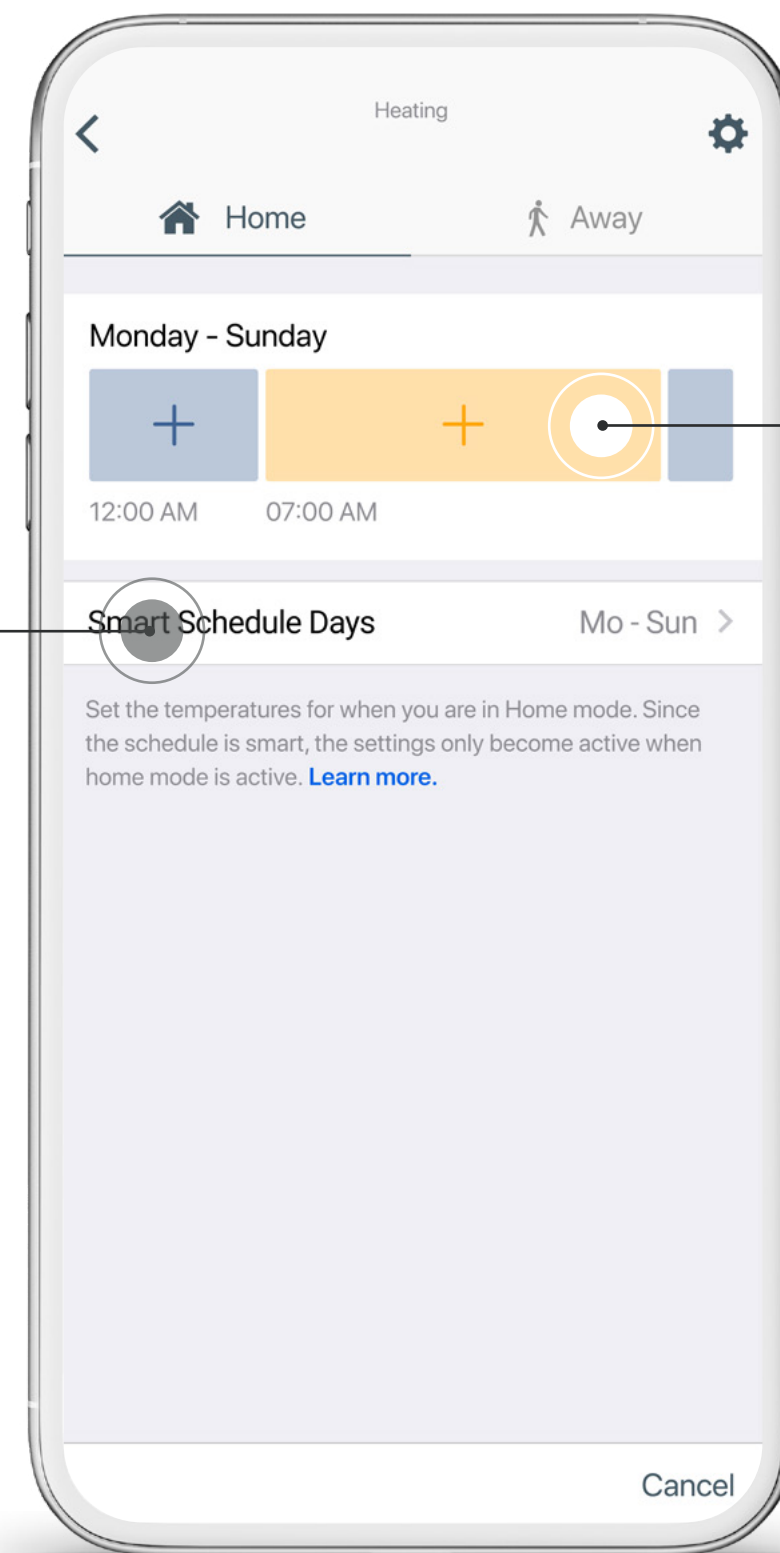 Heating
Home
Away
Monday - Sunday
12:00 AM 07:00 AM
Smart Schedule Days Mo - Sun
Set the temperatures for when you are in Home mode. Since
the schedule is smart, the settings only become active when
home mode is active. Learn more.
Cancel